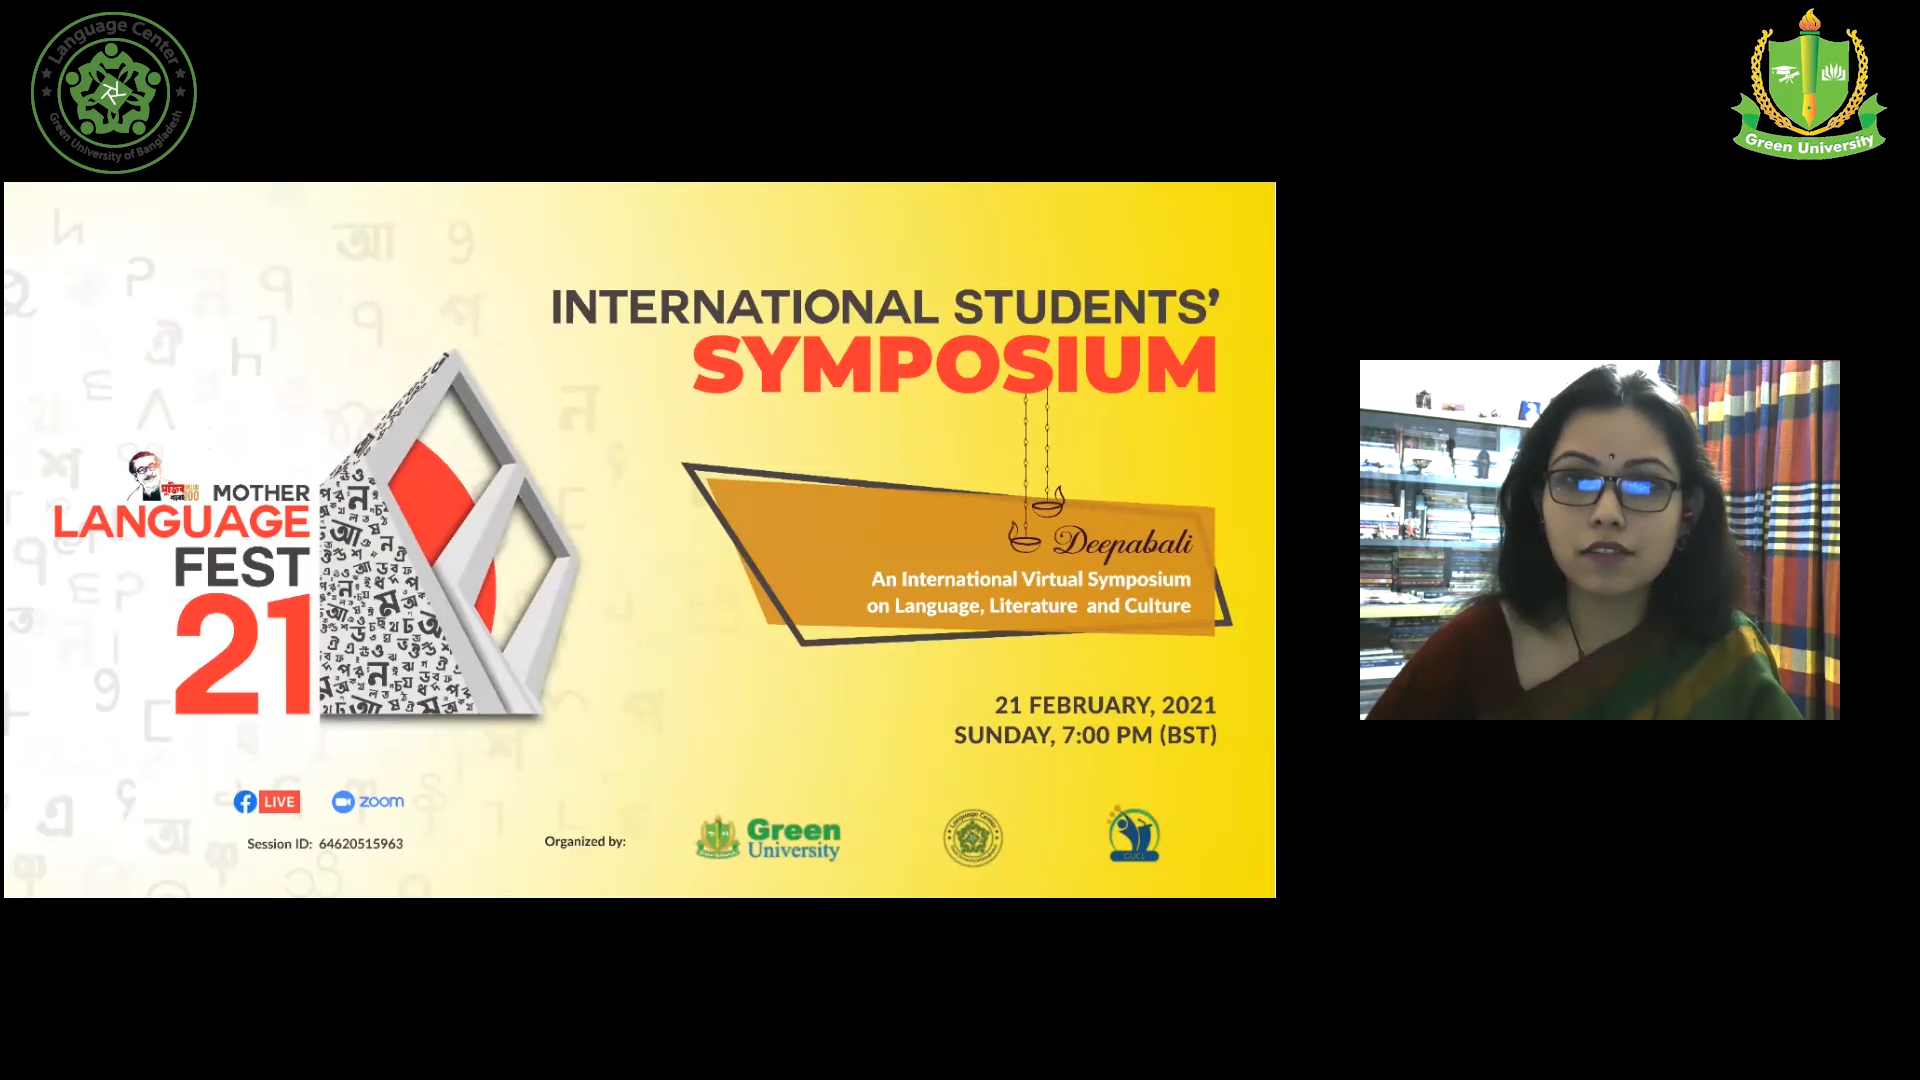 Language Center
Green University of Bangladesh
Green University
INTERNATIONAL STUDENTS’
SYMPOSIUM
MOTHER
LANGUAGE
FEST
21
100
Deepabali
An International Virtual Symposium
on Language, Literature and Culture
21 FEBRUARY, 2021
SUNDAY, 7:00 PM (BST)
LIVE
zoom
Session ID: 64620515963
Organized by:
Green
University
GUCL